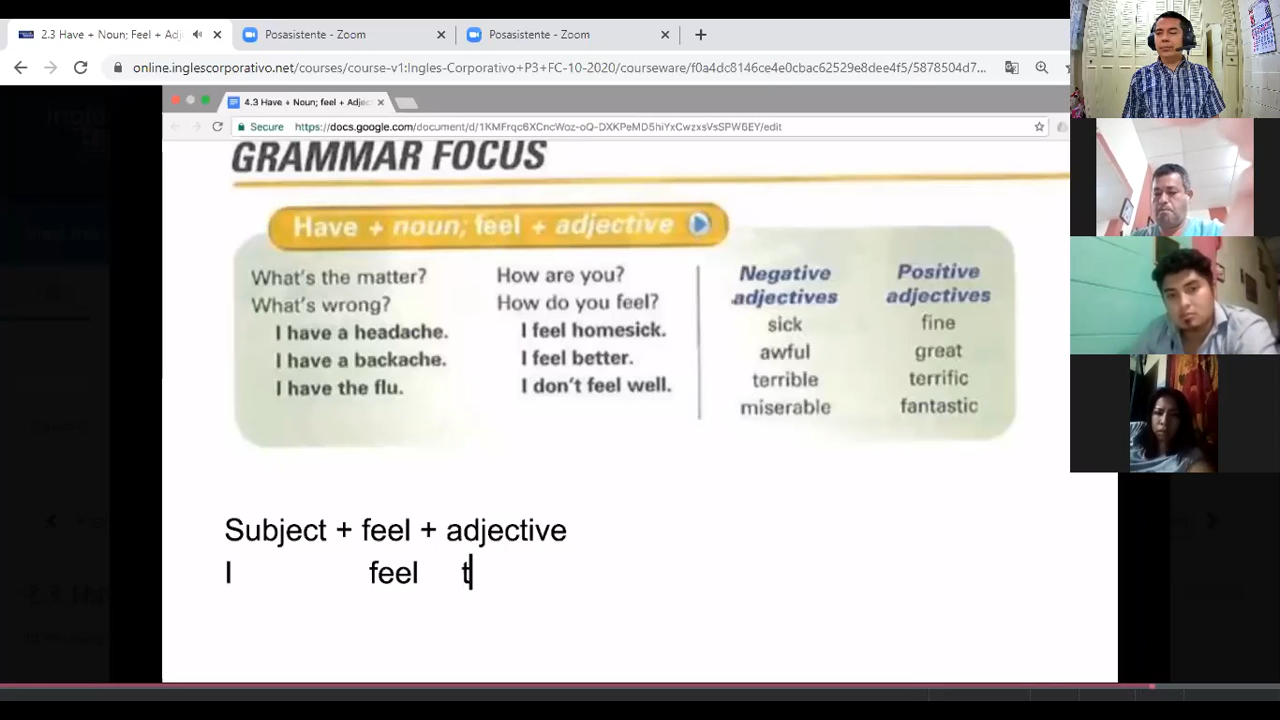 2.3 Have + Noun; Feel + Adj
Posasistente - Zoom
Posasistente - Zoom
online.inglescorporativo.net/courses/course-v1:Ingles-Corporativo+P3+FC-10-2020/courseware/f0a4dc8146ce4e0cbac62529e8dee4f5/5878504d7...
4.3 Have + Noun; feel + Adjec
Secure https://docs.google.com/document/d/1KMFrqc6XCncWoz-oQ-DXKPeMD5hiYxCwzxsVsSPW6EY/edit
GRAMMAR FOCUS
Have + noun; feel + adjective
What's the matter?
What's wrong?
I have a headache.
I have a backache.
I have the flu.
How are you?
How do you feel?
I feel homesick.
I feel better.
I don't feel well.
Negative
adjectives
sick
awful
terrible
miserable
Positive
adjectives
fine
great
terrific
fantastic
Subject + feel + adjective
I feel t